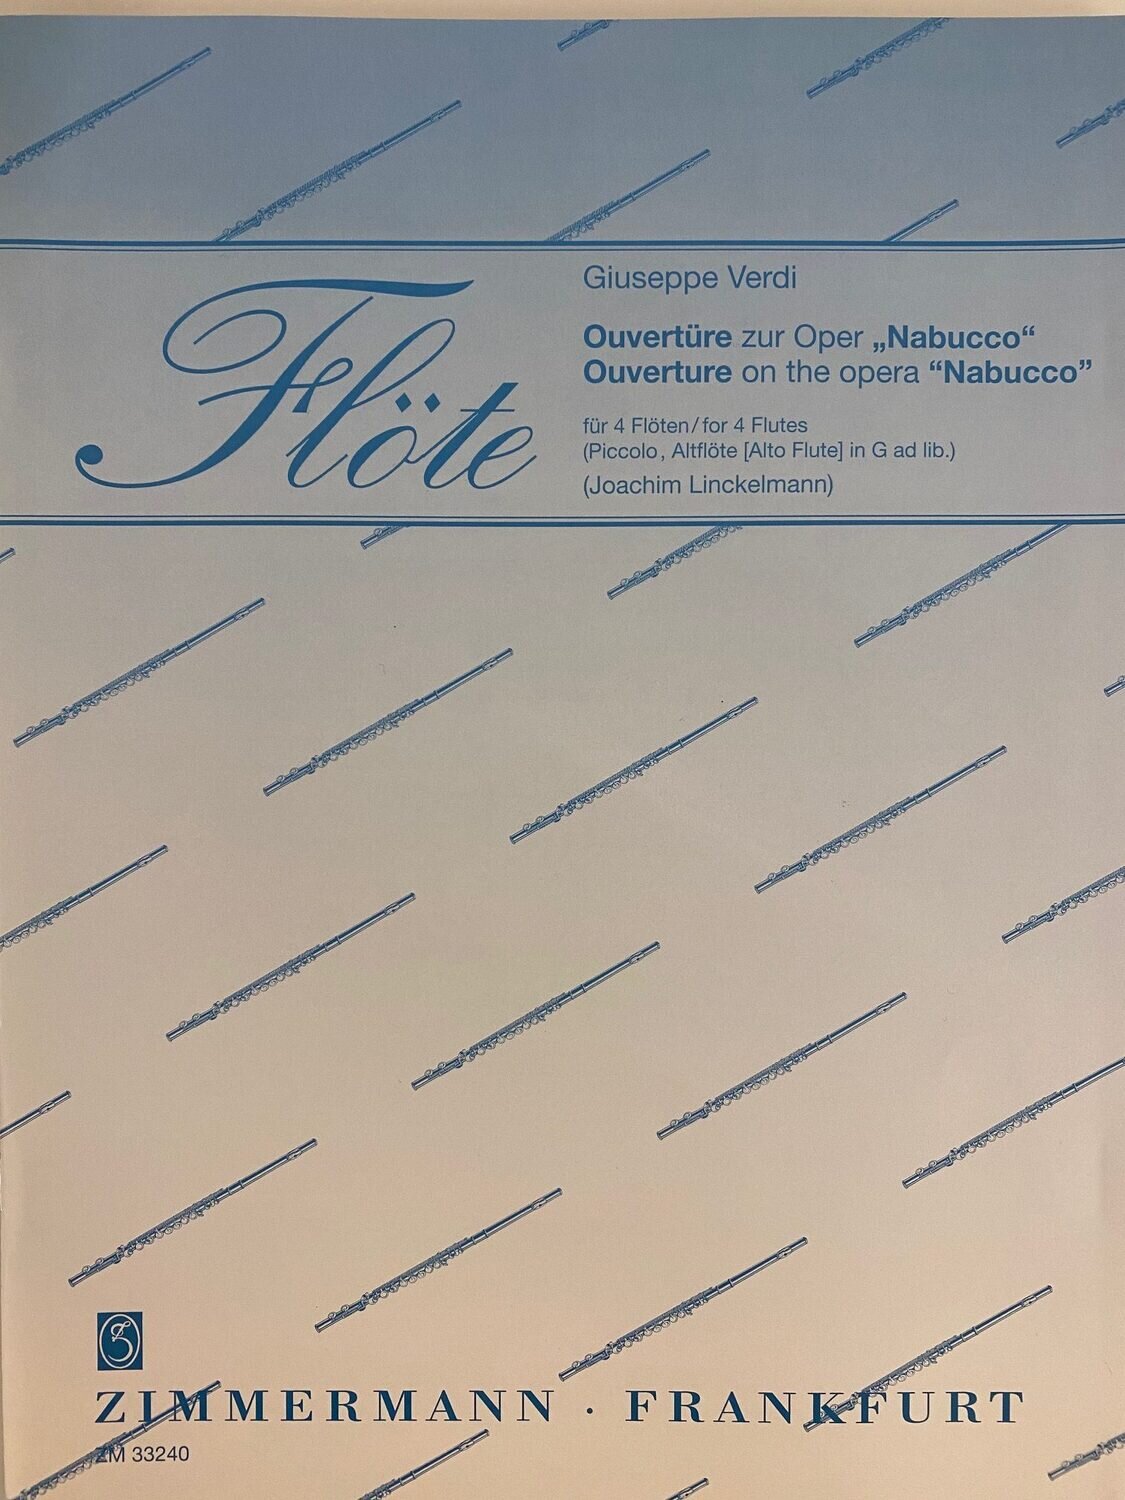 Flöte
Giuseppe Verdi
Ouvertüre zur Oper „Nabucco“
Ouverture on the opera “Nabucco”
für 4 Flöten/for 4 Flutes
(Piccolo, Altflöte [Alto Flute] in G ad lib.)
(Joachim Linckelmann)
ZIMMERMANN · FRANKFURT
ZM 33240